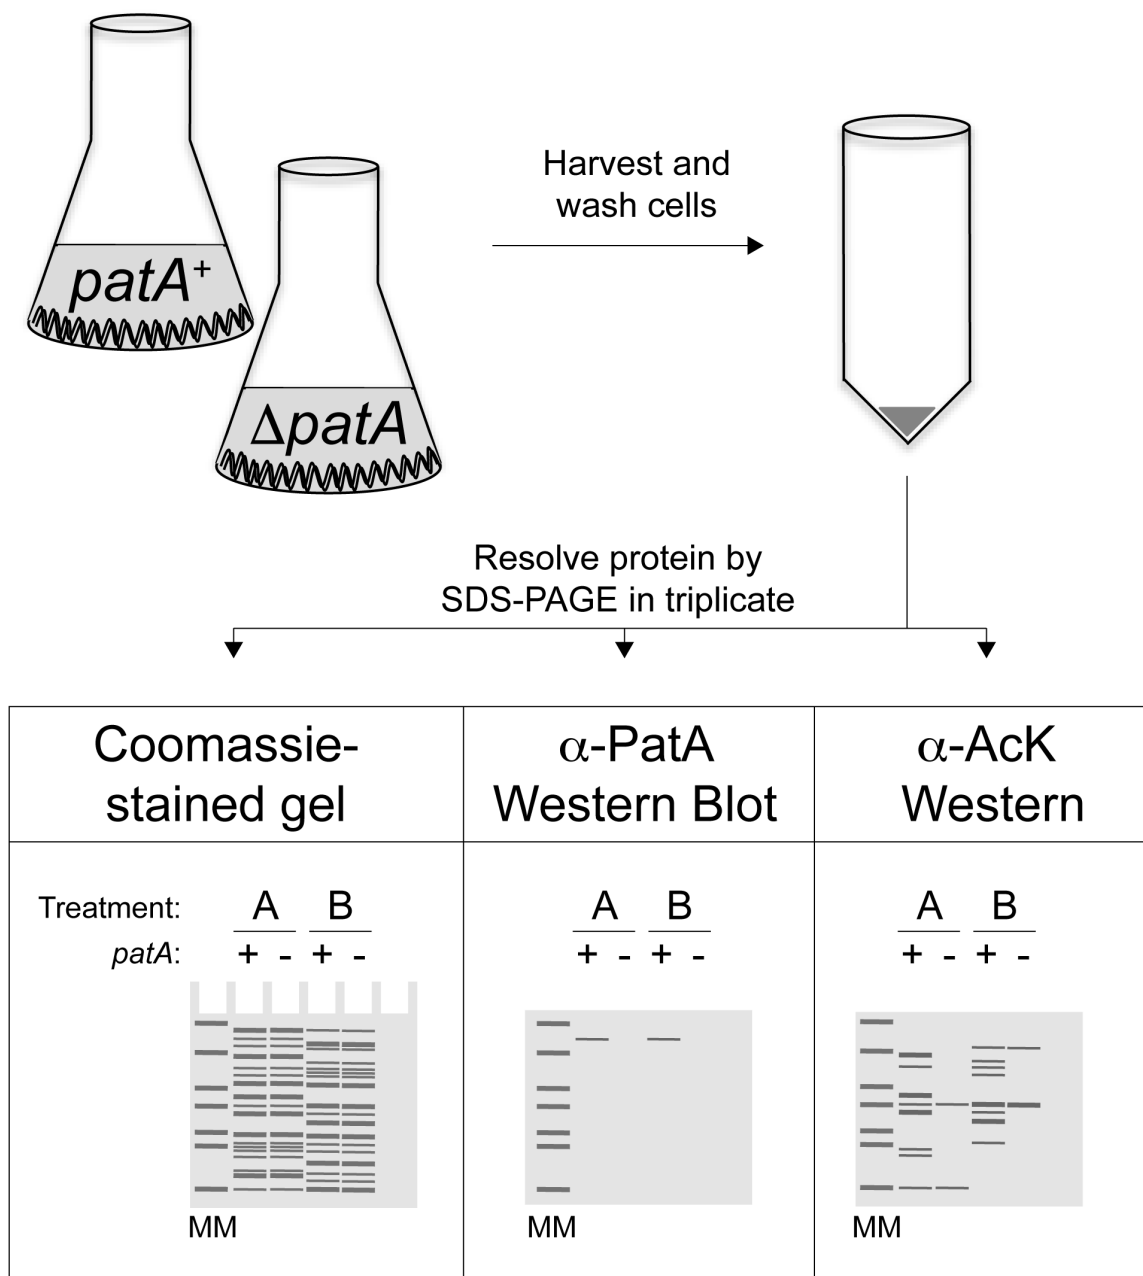 patA+
ΔpatA
Harvest and
wash cells
Resolve protein by
SDS-PAGE in triplicate
Coomassie-
stained gel
α-PatA
Western Blot
α-AcK
Western
Treatment: A B
patA: + - + -
MM
A B
+ - + -
MM
A B
+ - + -
MM